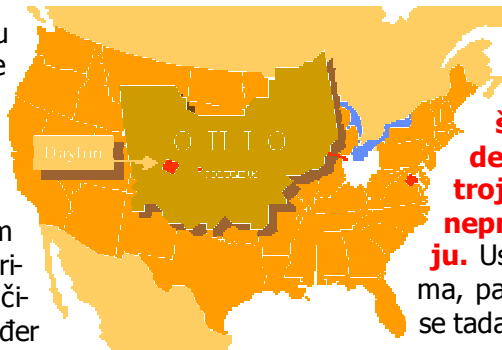 u
e
m
ri-
či-
đer
Dayton
OHIO
š
de
troj
nepr
ju. Us
ma, pa
se tada